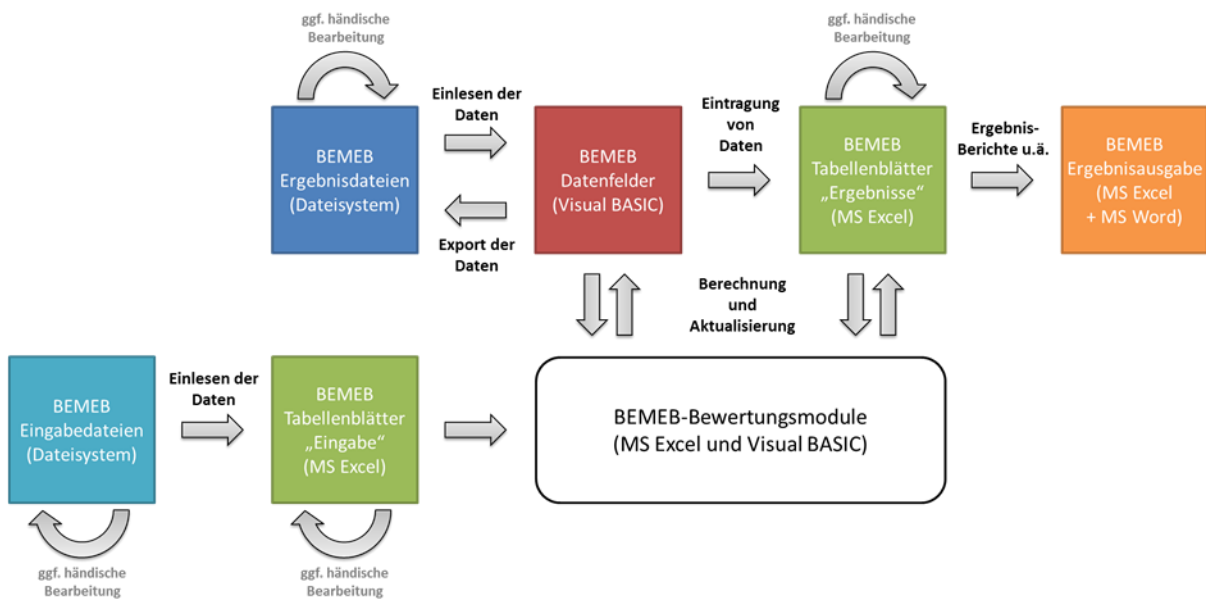 ggf. händische
Bearbeitung
ggf. händische
Bearbeitung
BEMEB
Ergebnisdateien
(Dateisystem)
Einlesen der
Daten
Export der
Daten
BEMEB
Datenfelder
(Visual BASIC)
Eintragung
von
Daten
BEMEB
Tabellenblätter
„Ergebnisse“
(MS Excel)
Ergebnis-
Berichte u.ä.
BEMEB
Ergebnisausgabe
(MS Excel
+ MS Word)
Berechnung
und
Aktualisierung
BEMEB
Eingabedateien
(Dateisystem)
Einlesen der
Daten
BEMEB
Tabellenblätter
„Eingabe“
(MS Excel)
BEMEB-Bewertungsmodule
(MS Excel und Visual BASIC)
ggf. händische
Bearbeitung
ggf. händische
Bearbeitung